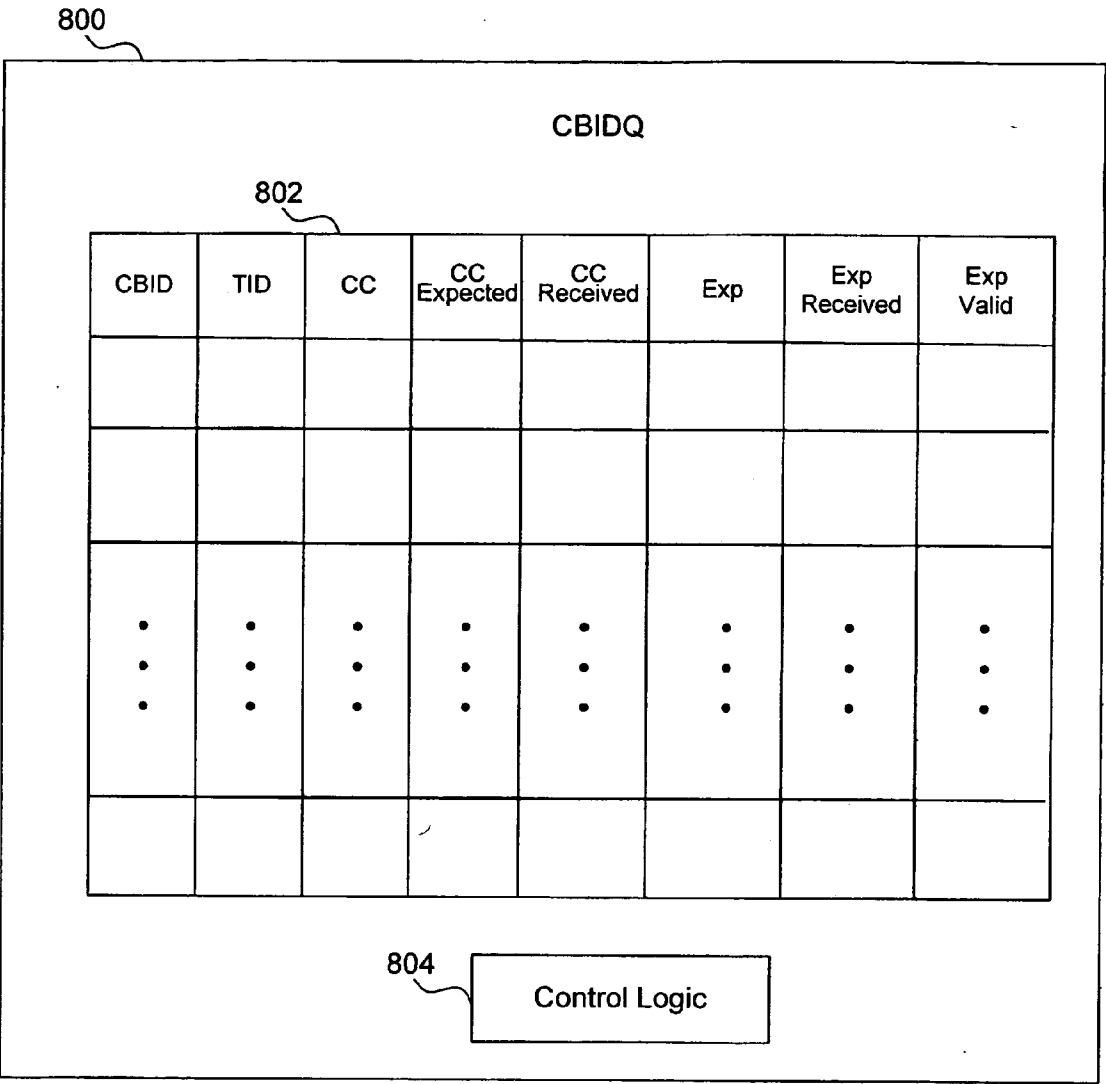 800
CBIDQ
802
CBID TID CC CC Expected CC Received Exp Exp Received Exp Valid
804
Control Logic